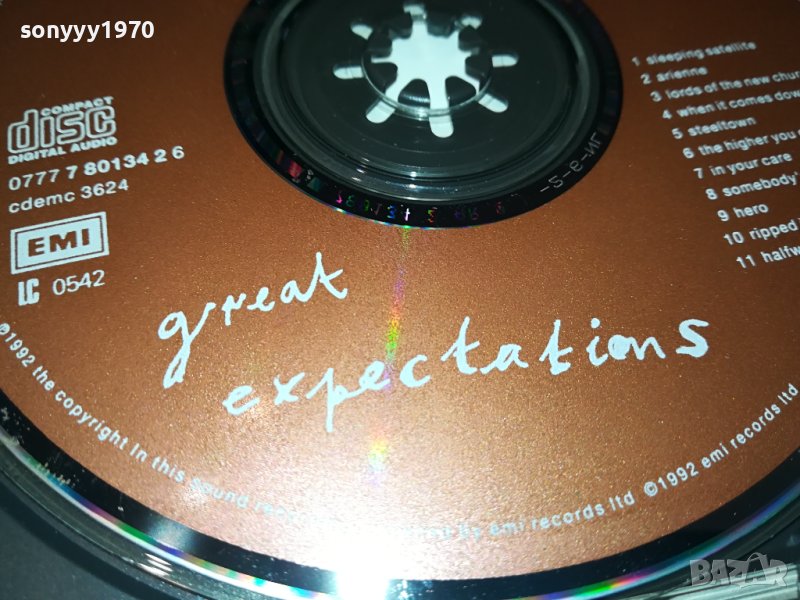 sonyyy1970
COMPACT
disc
DIGITAL AUDIO
0777 7 80134 2 6
cdemc 3624
EMI
LC 0542
1 sleeping satellite
2 arienne
3 lords of the new
4 when it comes
5 steeltown
6 the higher you
7 in your care
8 somebody'
9 hero
10 ripped
11
great
expectations
℗1992 the copyright in this sound by emi records ltd ©1992 emi records ltd
BAZAR